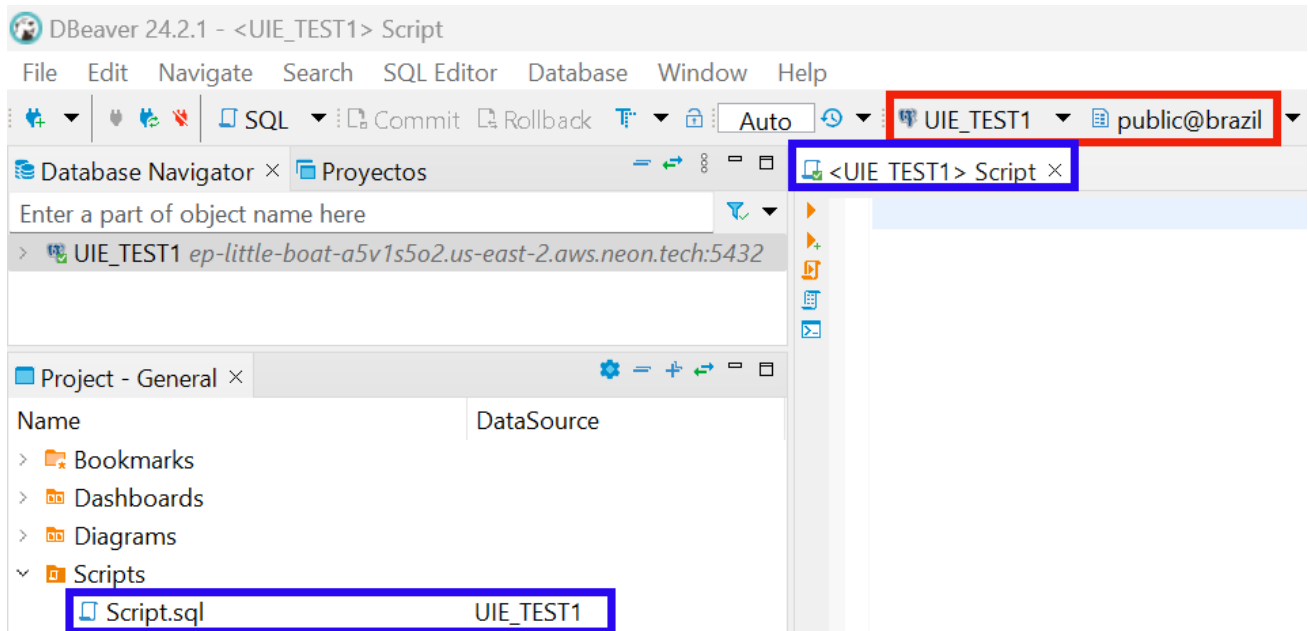 DBeaver 24.2.1 - <UIE_TEST1> Script
File Edit Navigate Search SQL Editor Database Window Help
SQL Commit Rollback Auto UIE_TEST1 public@brazil
Database Navigator Proyectos
<UIE_TEST1> Script
Enter a part of object name here
UIE_TEST1 ep-little-boat-a5v1s5o2.us-east-2.aws.neon.tech:5432
Project - General
Name DataSource
Bookmarks
Dashboards
Diagrams
Scripts
Script.sql UIE_TEST1